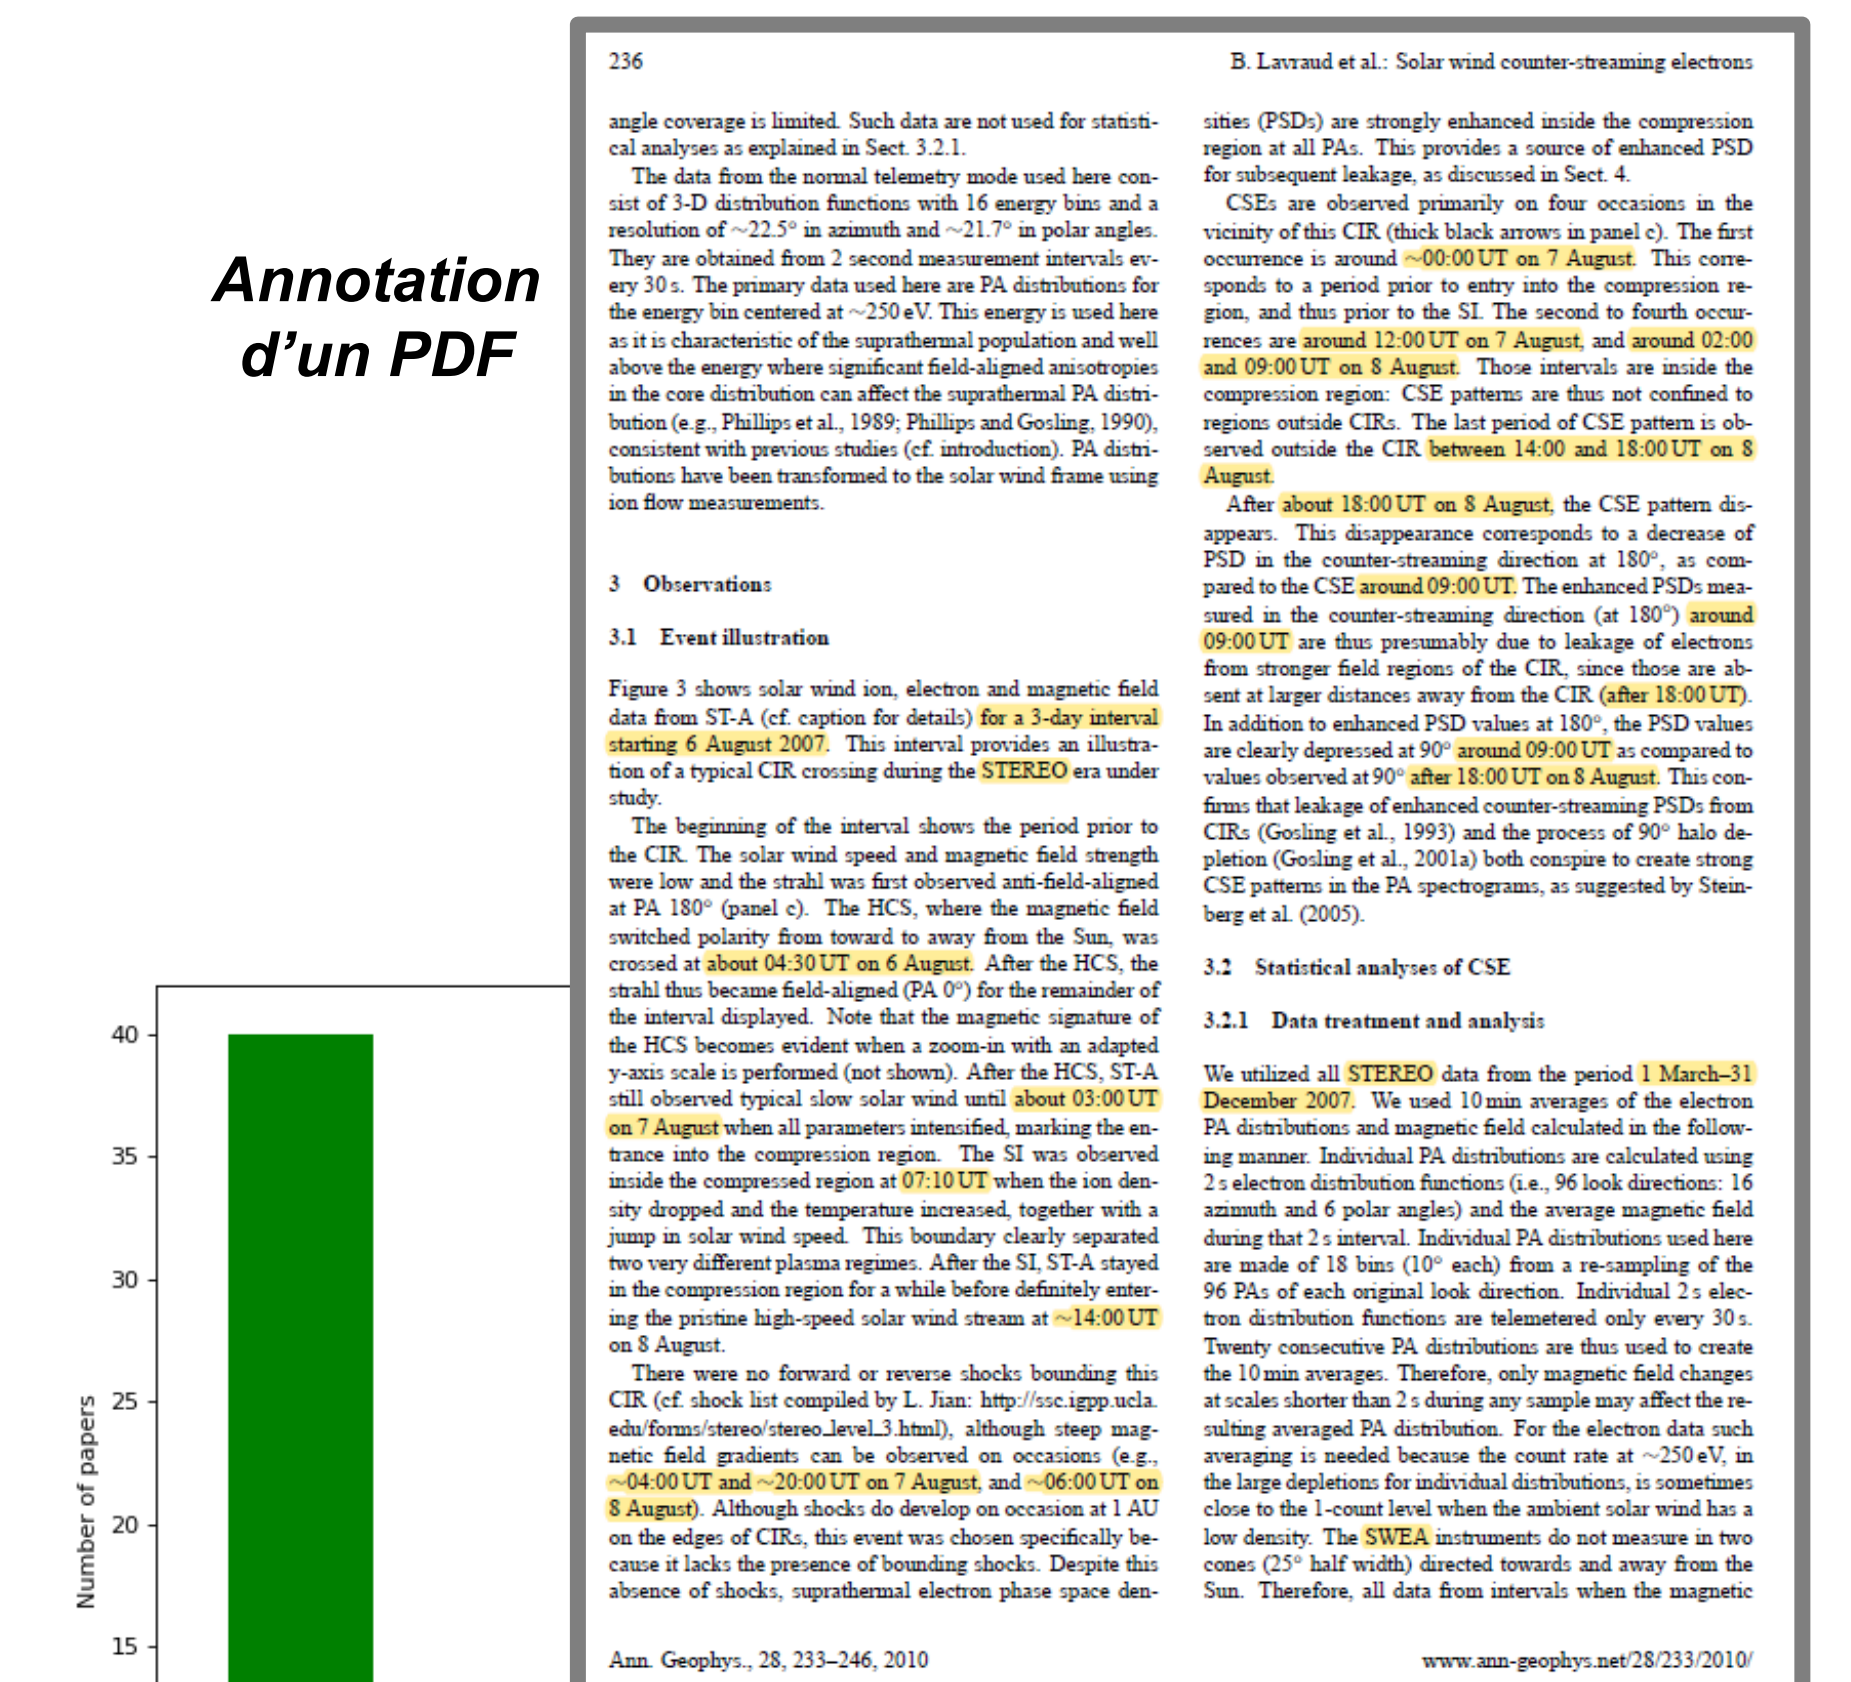 Annotation
d’un PDF
40
35
30
25
20
15
Number of papers
236
B. Lavraud et al.: Solar wind counter-streaming electrons
angle coverage is limited. Such data are not used for statisti-
cal analyses as explained in Sect. 3.2.1.
The data from the normal telemetry mode used here con-
sist of 3-D distribution functions with 16 energy bins and a
resolution of ∼22.5° in azimuth and ∼21.7° in polar angles.
They are obtained from 2 second measurement intervals ev-
ery 30 s. The primary data used here are PA distributions for
the energy bin centered at ∼250 eV. This energy is used here
as it is characteristic of the suprathermal population and well
above the energy where significant field-aligned anisotropies
in the core distribution can affect the suprathermal PA distri-
bution (e.g., Phillips et al., 1989; Phillips and Gosling, 1990),
consistent with previous studies (cf. introduction). PA distri-
butions have been transformed to the solar wind frame using
ion flow measurements.
3 Observations
3.1 Event illustration
Figure 3 shows solar wind ion, electron and magnetic field
data from ST-A (cf. caption for details) for a 3-day interval
starting 6 August 2007. This interval provides an illustra-
tion of a typical CIR crossing during the STEREO era under
study.
The beginning of the interval shows the period prior to
the CIR. The solar wind speed and magnetic field strength
were low and the strahl was first observed anti-field-aligned
at PA 180° (panel c). The HCS, where the magnetic field
switched polarity from toward to away from the Sun, was
crossed at about 04:30 UT on 6 August. After the HCS, the
strahl thus became field-aligned (PA 0°) for the remainder of
the interval displayed. Note that the magnetic signature of
the HCS becomes evident when a zoom-in with an adapted
y-axis scale is performed (not shown). After the HCS, ST-A
still observed typical slow solar wind until about 03:00 UT
on 7 August when all parameters intensified, marking the en-
trance into the compression region. The SI was observed
inside the compressed region at 07:10 UT when the ion den-
sity dropped and the temperature increased, together with a
jump in solar wind speed. This boundary clearly separated
two very different plasma regimes. After the SI, ST-A stayed
in the compression region for a while before definitely enter-
ing the pristine high-speed solar wind stream at ∼14:00 UT
on 8 August.
There were no forward or reverse shocks bounding this
CIR (cf. shock list compiled by L. Jian: http://ssc.igpp.ucla.
edu/forms/stereo/stereo_level_3.html), although steep mag-
netic field gradients can be observed on occasions (e.g.,
∼04:00 UT and ∼20:00 UT on 7 August, and ∼06:00 UT on
8 August). Although shocks do develop on occasion at 1 AU
on the edges of CIRs, this event was chosen specifically be-
cause it lacks the presence of bounding shocks. Despite this
absence of shocks, suprathermal electron phase space den-
sities (PSDs) are strongly enhanced inside the compression
region at all PAs. This provides a source of enhanced PSD
for subsequent leakage, as discussed in Sect. 4.
CSEs are observed primarily on four occasions in the
vicinity of this CIR (thick black arrows in panel c). The first
occurrence is around ∼00:00 UT on 7 August. This corre-
sponds to a period prior to entry into the compression re-
gion, and thus prior to the SI. The second to fourth occur-
rences are around 12:00 UT on 7 August, and around 02:00
and 09:00 UT on 8 August. Those intervals are inside the
compression region: CSE patterns are thus not confined to
regions outside CIRs. The last period of CSE pattern is ob-
served outside the CIR between 14:00 and 18:00 UT on 8
August.
After about 18:00 UT on 8 August, the CSE pattern dis-
appears. This disappearance corresponds to a decrease of
PSD in the counter-streaming direction at 180°, as com-
pared to the CSE around 09:00 UT. The enhanced PSDs mea-
sured in the counter-streaming direction (at 180°) around
09:00 UT are thus presumably due to leakage of electrons
from stronger field regions of the CIR, since those are ab-
sent at larger distances away from the CIR (after 18:00 UT).
In addition to enhanced PSD values at 180°, the PSD values
are clearly depressed at 90° around 09:00 UT as compared to
values observed at 90° after 18:00 UT on 8 August. This con-
firms that leakage of enhanced counter-streaming PSDs from
CIRs (Gosling et al., 1993) and the process of 90° halo de-
pletion (Gosling et al., 2001a) both conspire to create strong
CSE patterns in the PA spectrograms, as suggested by Stein-
berg et al. (2005).
3.2 Statistical analyses of CSE
3.2.1 Data treatment and analysis
We utilized all STEREO data from the period 1 March–31
December 2007. We used 10 min averages of the electron
PA distributions and magnetic field calculated in the follow-
ing manner. Individual PA distributions are calculated using
2 s electron distribution functions (i.e., 96 look directions: 16
azimuth and 6 polar angles) and the average magnetic field
during that 2 s interval. Individual PA distributions used here
are made of 18 bins (10° each) from a re-sampling of the
96 PAs of each original look direction. Individual 2 s elec-
tron distribution functions are telemetered only every 30 s.
Twenty consecutive PA distributions are thus used to create
the 10 min averages. Therefore, only magnetic field changes
at scales shorter than 2 s during any sample may affect the re-
sulting averaged PA distribution. For the electron data such
averaging is needed because the count rate at ∼250 eV, in
the large depletions for individual distributions, is sometimes
close to the 1-count level when the ambient solar wind has a
low density. The SWEA instruments do not measure in two
cones (25° half width) directed towards and away from the
Sun. Therefore, all data from intervals when the magnetic
Ann. Geophys., 28, 233–246, 2010
www.ann-geophys.net/28/233/2010/